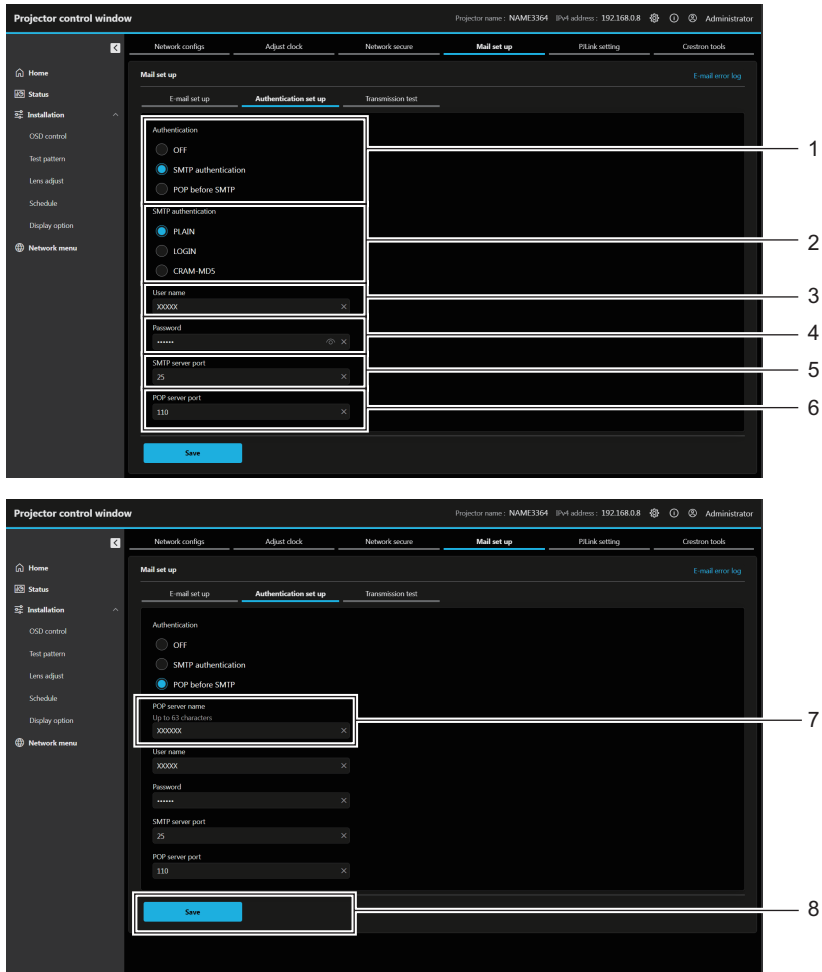 Projector control window Projector name : NAME3364 IPv4 address : 192.168.0.8 Administrator
Network configs Adjust clock Network secure Mail set up PJLink setting Crestron tools
Home
Status
Installation
OSD control
Test pattern
Lens adjust
Schedule
Display option
Network menu
Mail set up E-mail error log
E-mail set up Authentication set up Transmission test
Authentication
OFF
SMTP authentication
POP before SMTP
SMTP authentication
PLAIN
LOGIN
CRAM-MD5
User name
XXXXX
Password
••••••
SMTP server port
25
POP server port
110
Save
1
2
3
4
5
6
Projector control window Projector name : NAME3364 IPv4 address : 192.168.0.8 Administrator
Network configs Adjust clock Network secure Mail set up PJLink setting Crestron tools
Home
Status
Installation
OSD control
Test pattern
Lens adjust
Schedule
Display option
Network menu
Mail set up E-mail error log
E-mail set up Authentication set up Transmission test
Authentication
OFF
SMTP authentication
POP before SMTP
POP server name
Up to 63 characters
XXXXXX
User name
XXXXX
Password
••••••
SMTP server port
25
POP server port
110
Save
7
8